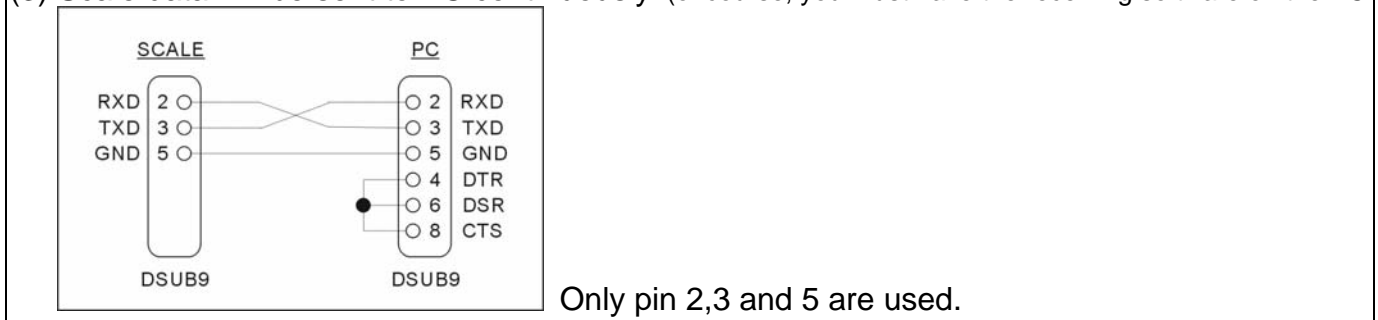 SCALE PC
RXD 2 2 RXD
TXD 3 3 TXD
GND 5 5 GND
4 DTR
6 DSR
8 CTS
DSUB9 DSUB9
Only pin 2,3 and 5 are used.